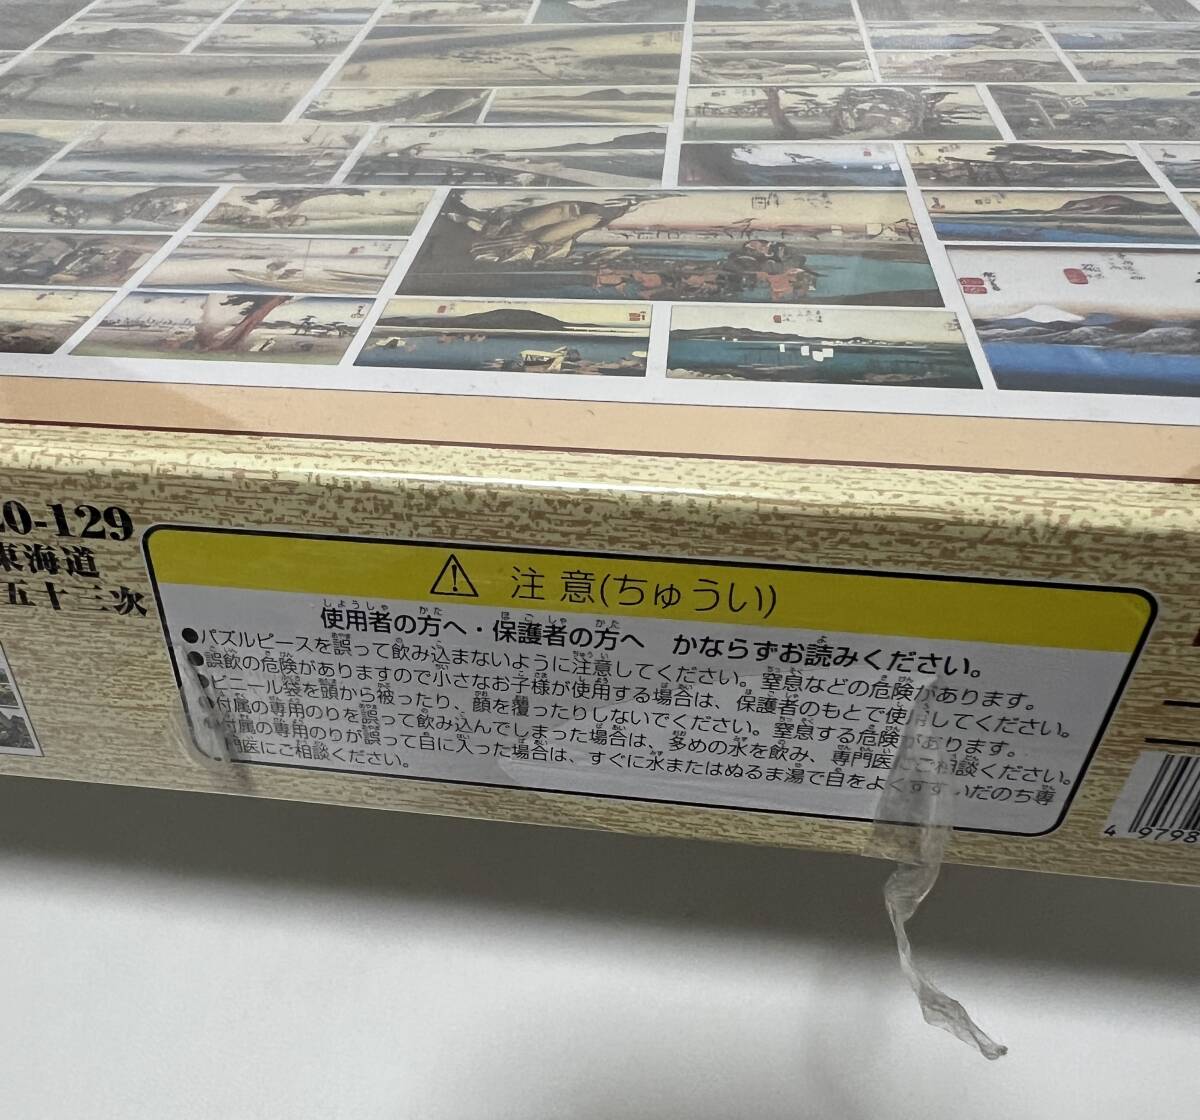 0-129
東海道
五十三次
注意(ちゅうい)
使用者の方へ・保護者の方へ かならずお読みください。
●パズルピースを誤って飲み込まないように注意してください。窒息などの危険があります。
●誤飲の危険がありますので小さなお子様が使用する場合は、保護者のもとで使用してください。
●ビニール袋を頭から被ったり、顔を覆ったりしないでください。窒息する危険があります。
●付属の専用のりを誤って飲み込んでしまった場合は、多めの水を飲み、専門医にご相談ください。
●付属の専用のりが誤って目に入った場合は、すぐに水またはぬるま湯で目をよくすすいだのち専
門医にご相談ください。
4 9798